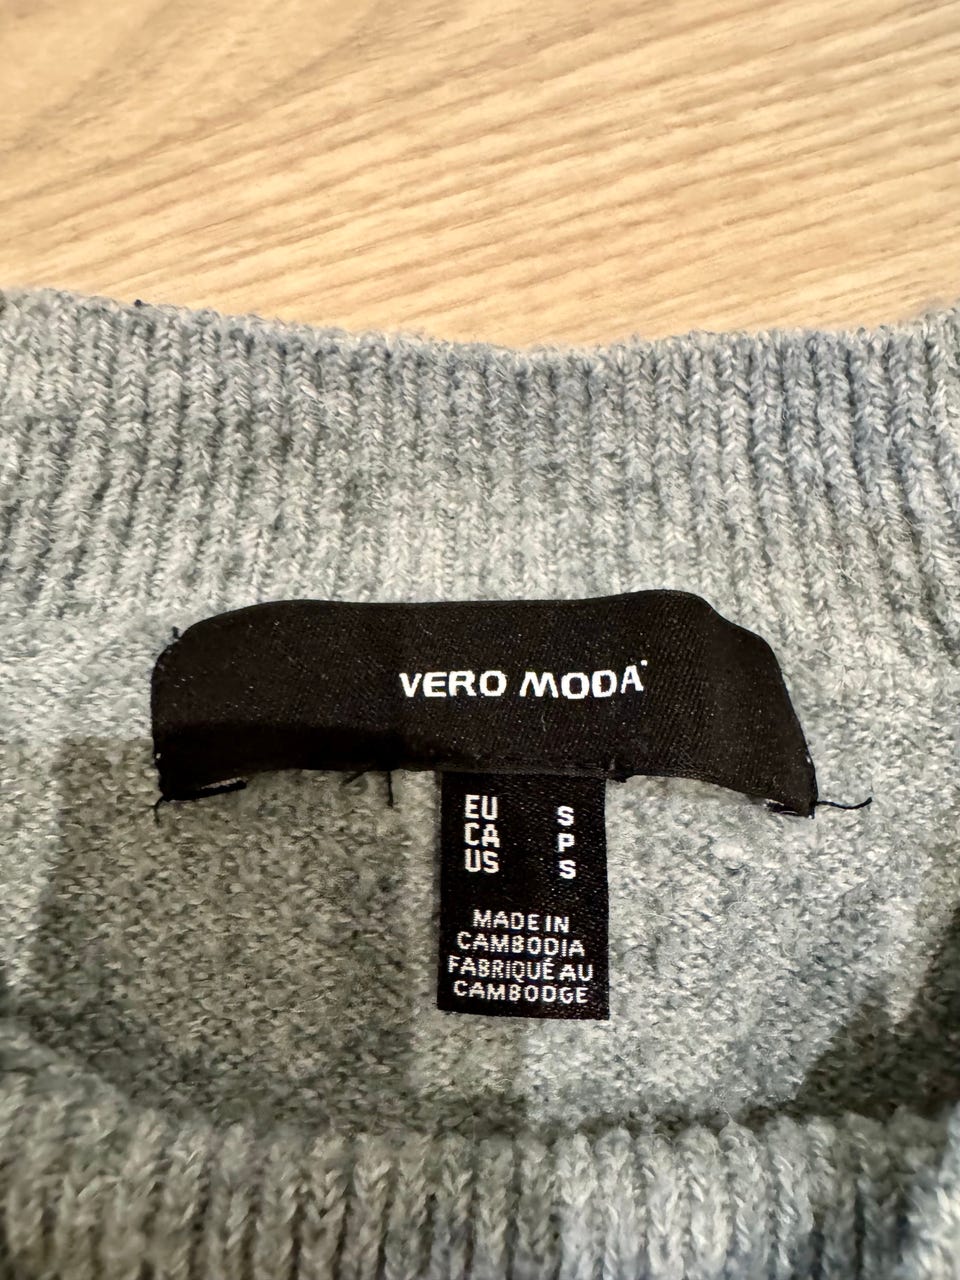 VERO MODA
EU S
CA P
US S
MADE IN
CAMBODIA
FABRIQUÉ AU
CAMBODGE